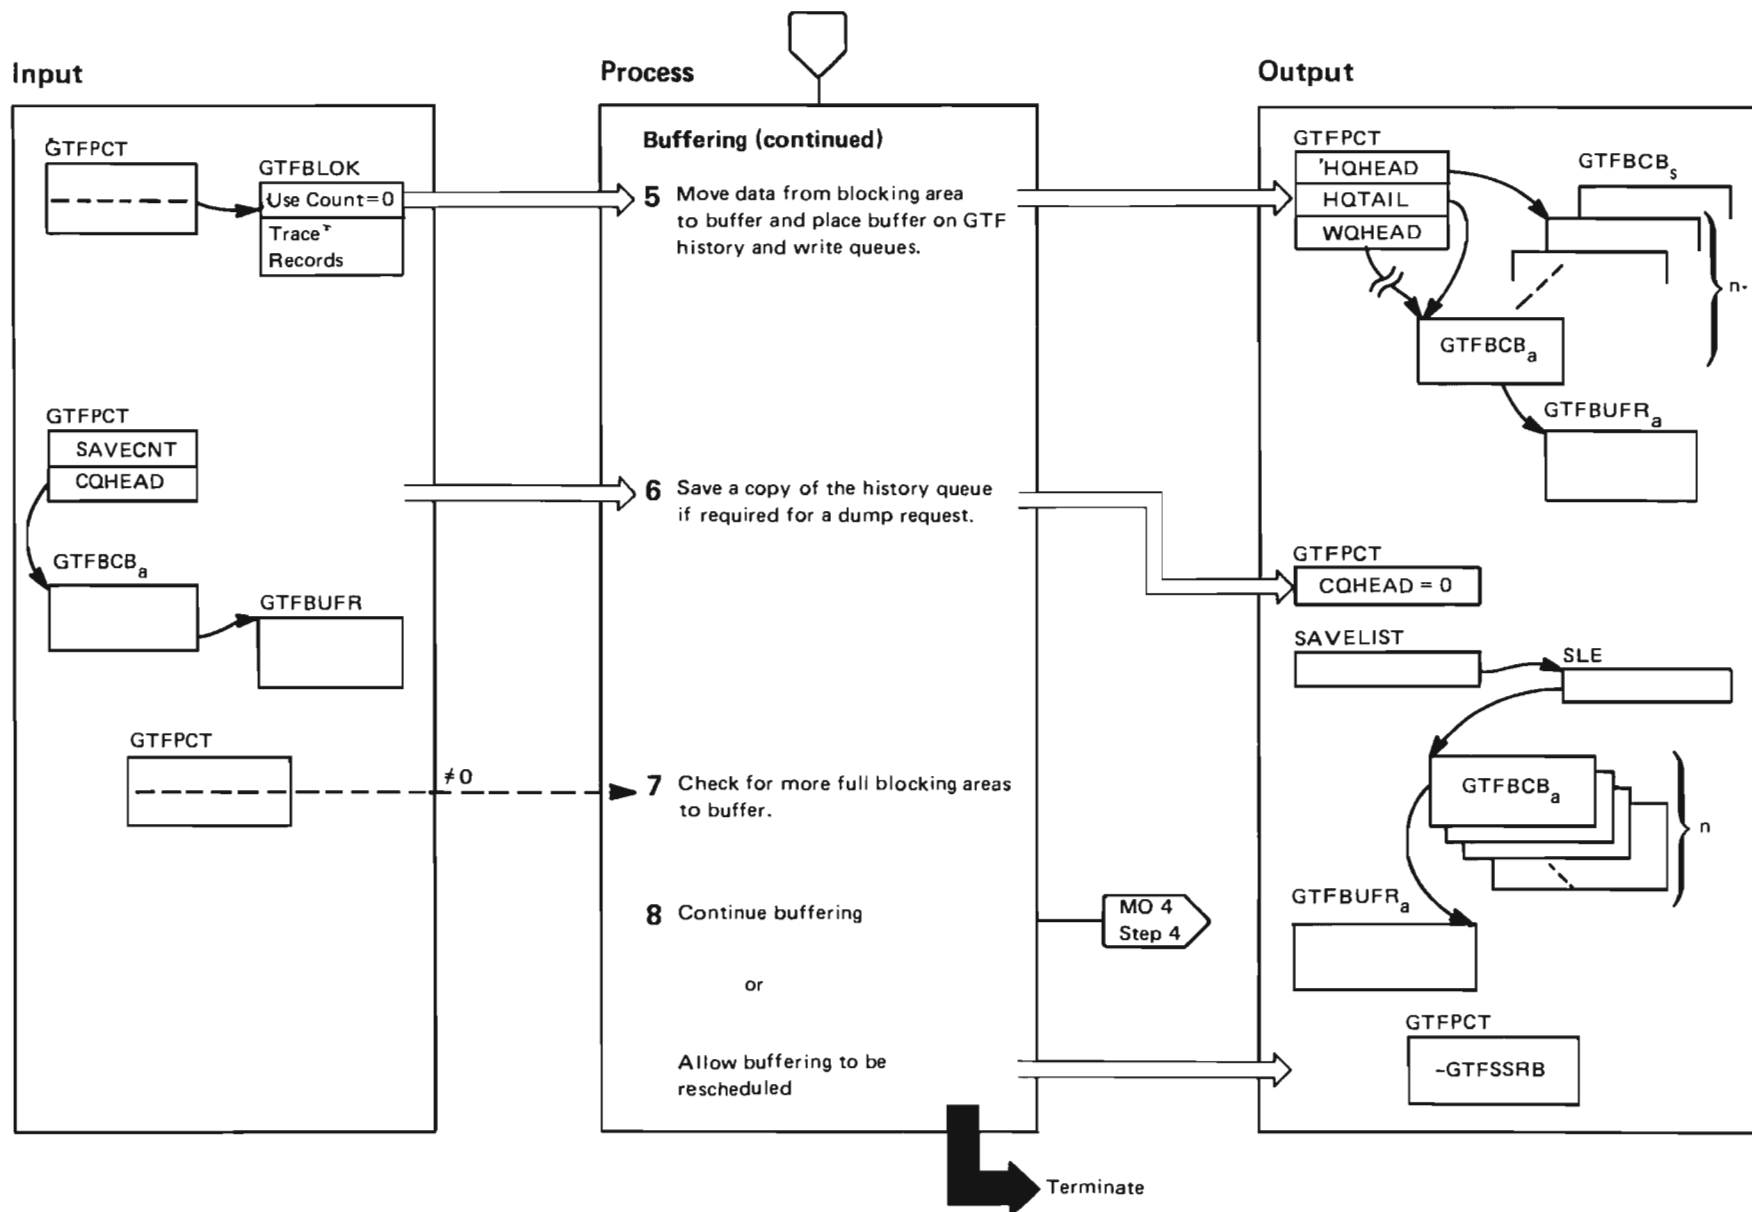 Input
Process
Output
GTFPCT
GTFBLOK
Use Count=0
Trace
Records
Buffering (continued)
5 Move data from blocking area
to buffer and place buffer on GTF
history and write queues.
GTFPCT
HQHEAD
HQTAIL
WQHEAD
GTFBCBs
n
GTFBCBa
GTFBUFRa
GTFPCT
SAVECNT
CQHEAD
GTFBCBa
GTFBUFR
6 Save a copy of the history queue
if required for a dump request.
GTFPCT
CQHEAD = 0
SAVELIST
SLE
GTFBCBa
n
GTFBUFRa
GTFPCT
≠0
7 Check for more full blocking areas
to buffer.
8 Continue buffering
MO 4
Step 4
or
Allow buffering to be
rescheduled
GTFPCT
-GTFSSRB
Terminate